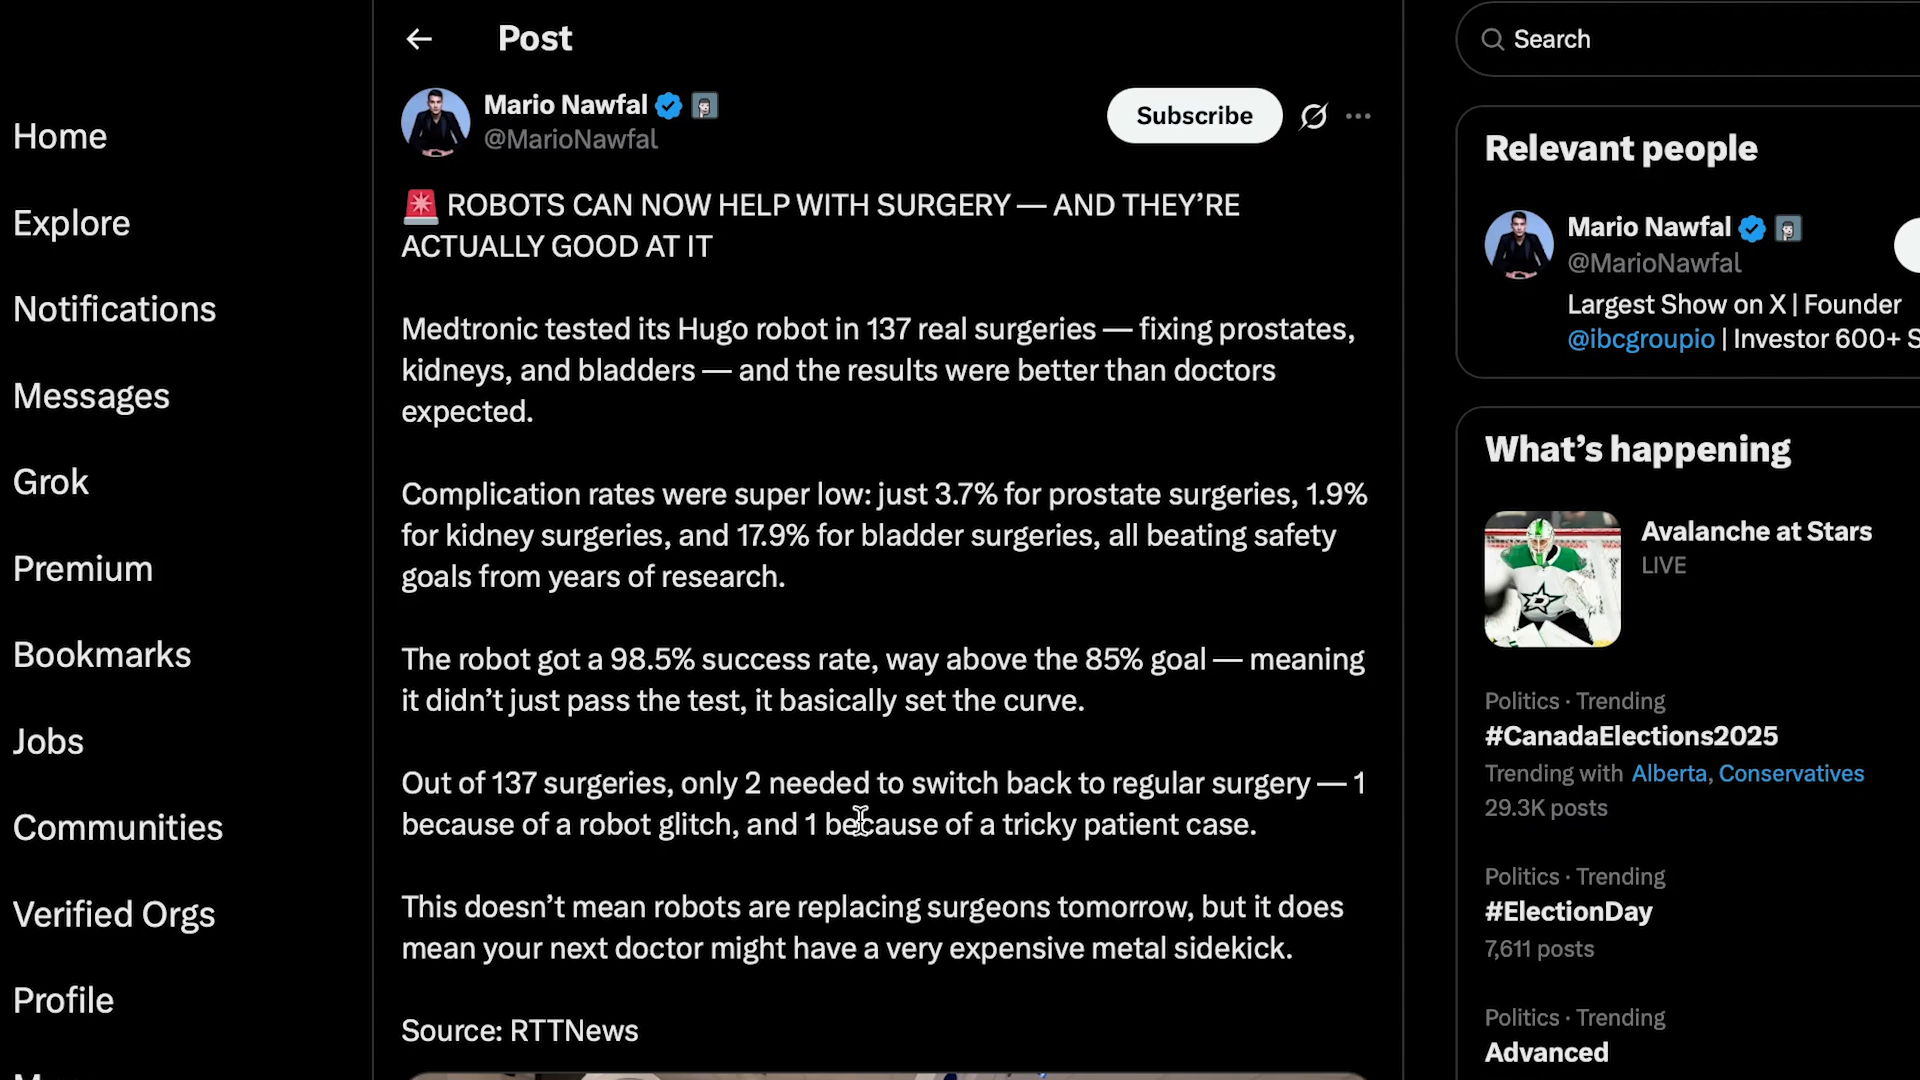 Home
Explore
Notifications
Messages
Grok
Premium
Bookmarks
Jobs
Communities
Verified Orgs
Profile
Post
Mario Nawfal
@MarioNawfal
Subscribe
🚨 ROBOTS CAN NOW HELP WITH SURGERY — AND THEY’RE
ACTUALLY GOOD AT IT
Medtronic tested its Hugo robot in 137 real surgeries — fixing prostates,
kidneys, and bladders — and the results were better than doctors
expected.
Complication rates were super low: just 3.7% for prostate surgeries, 1.9%
for kidney surgeries, and 17.9% for bladder surgeries, all beating safety
goals from years of research.
The robot got a 98.5% success rate, way above the 85% goal — meaning
it didn’t just pass the test, it basically set the curve.
Out of 137 surgeries, only 2 needed to switch back to regular surgery — 1
because of a robot glitch, and 1 because of a tricky patient case.
This doesn’t mean robots are replacing surgeons tomorrow, but it does
mean your next doctor might have a very expensive metal sidekick.
Source: RTTNews
Search
Relevant people
Mario Nawfal
@MarioNawfal
Largest Show on X | Founder
@ibcgroupio | Investor 600+ S
What’s happening
Avalanche at Stars
LIVE
Politics · Trending
#CanadaElections2025
Trending with Alberta, Conservatives
29.3K posts
Politics · Trending
#ElectionDay
7,611 posts
Politics · Trending
Advanced